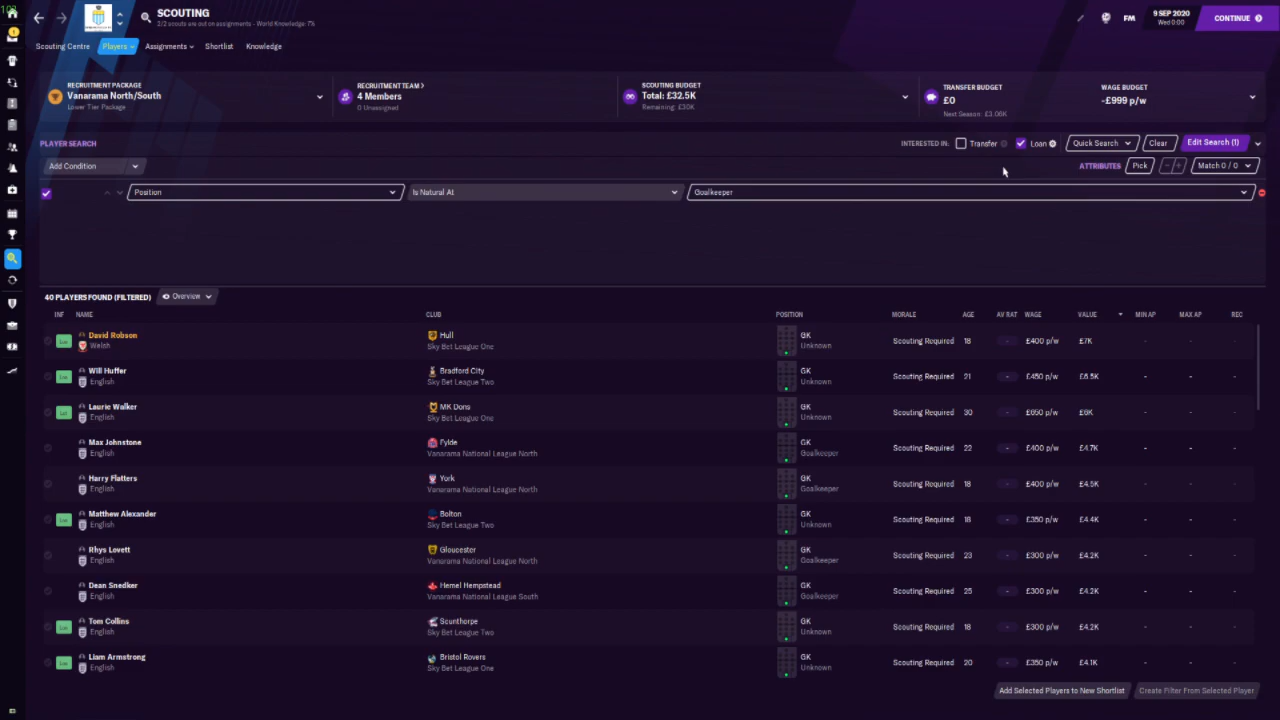 SCOUTING
2/2 scouts are out on assignments - World Knowledge: 7%
FM
9 SEP 2020
Wed 0:00
CONTINUE
Scouting Centre Players Assignments Shortlist Knowledge
RECRUITMENT PACKAGE
Vanarama North/South
Lower Tier Package
RECRUITMENT TEAM
4 Members
0 Unassigned
SCOUTING BUDGET
Total: £32.5K
Remaining: £30K
TRANSFER BUDGET
£0
Next Season: £3.06K
WAGE BUDGET
-£999 p/w
PLAYER SEARCH
INTERESTED IN: Transfer Loan Quick Search Clear Edit Search (1)
Add Condition
ATTRIBUTES Pick -/+ Match 0 / 0
Position Is Natural At Goalkeeper
40 PLAYERS FOUND (FILTERED) Overview
INF NAME CLUB POSITION MORALE AGE AV RAT WAGE VALUE MIN AP MAX AP REC
David Robson Hull GK
Loa Scouting Required 18 - £400 p/w £7K - - -
Welsh Sky Bet League One Unknown
Will Huffer Bradford City GK
Loa Scouting Required 21 - £450 p/w £6.5K - - -
English Sky Bet League Two Unknown
Laurie Walker MK Dons GK
Scouting Required 30 - £650 p/w £6K - - -
English Sky Bet League One Unknown
Max Johnstone Fylde GK
Scouting Required 22 - £400 p/w £4.7K - - -
English Vanarama National League North Goalkeeper
Harry Flatters York GK
Scouting Required 18 - £400 p/w £4.5K - - -
English Vanarama National League North Goalkeeper
Matthew Alexander Bolton GK
Loa Scouting Required 18 - £350 p/w £4.4K - - -
English Sky Bet League Two Unknown
Rhys Lovett Gloucester GK
Scouting Required 23 - £300 p/w £4.2K - - -
English Vanarama National League North Goalkeeper
Dean Snedker Hemel Hempstead GK
Scouting Required 25 - £300 p/w £4.2K - - -
English Vanarama National League South Goalkeeper
Tom Collins Scunthorpe GK
Loa Scouting Required 18 - £300 p/w £4.2K - - -
English Sky Bet League Two Unknown
Liam Armstrong Bristol Rovers GK
Loa Scouting Required 20 - £350 p/w £4.1K - - -
English Sky Bet League One Unknown
Add Selected Players to New Shortlist Create Filter From Selected Player